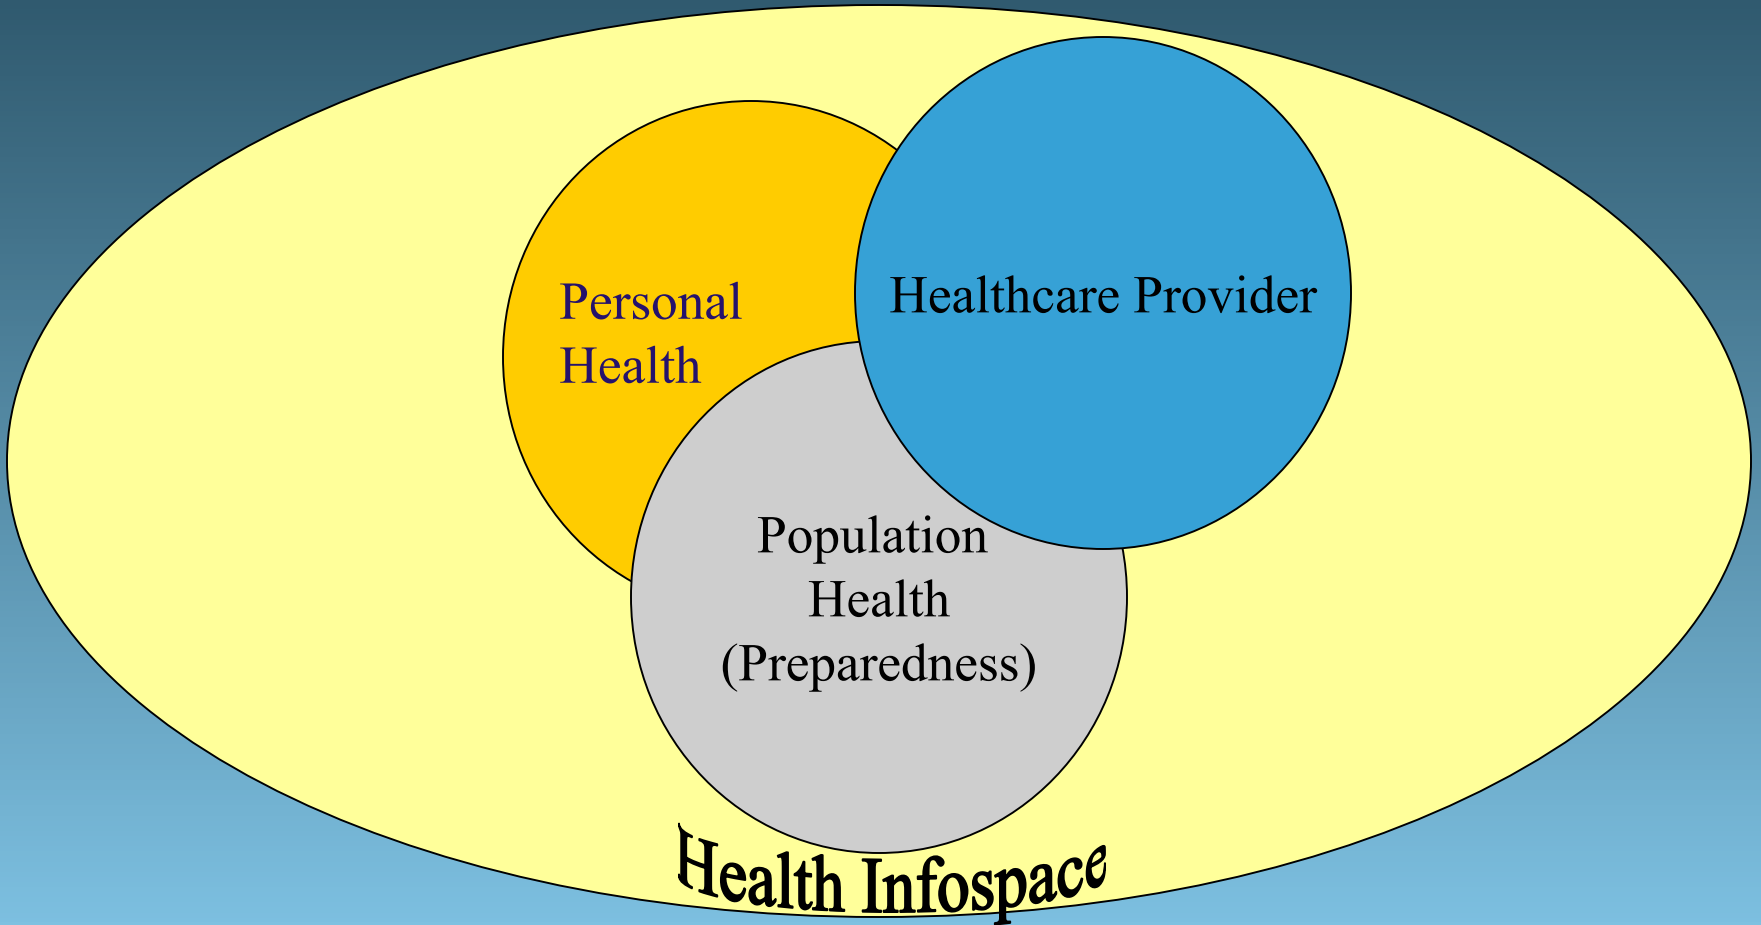 Personal
Health
Healthcare Provider
Population
Health
(Preparedness)
Health Infospace